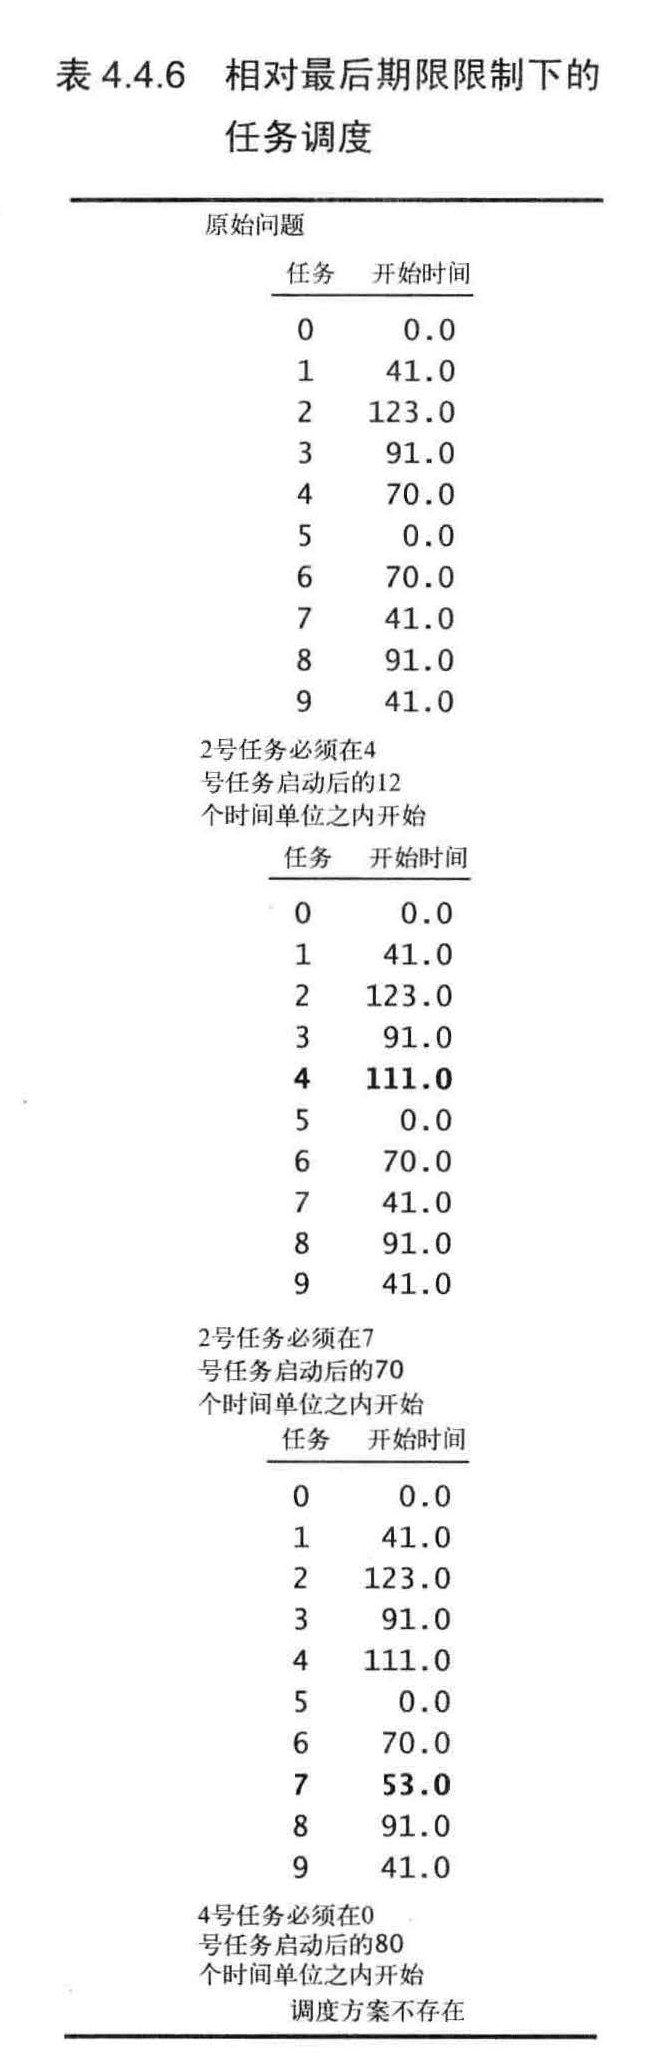 表 4.4.6 相对最后期限限制下的
任务调度
原始问题
任务 开始时间
0 0.0
1 41.0
2 123.0
3 91.0
4 70.0
5 0.0
6 70.0
7 41.0
8 91.0
9 41.0
2号任务必须在4
号任务启动后的12
个时间单位之内开始
任务 开始时间
0 0.0
1 41.0
2 123.0
3 91.0
4 111.0
5 0.0
6 70.0
7 41.0
8 91.0
9 41.0
2号任务必须在7
号任务启动后的70
个时间单位之内开始
任务 开始时间
0 0.0
1 41.0
2 123.0
3 91.0
4 111.0
5 0.0
6 70.0
7 53.0
8 91.0
9 41.0
4号任务必须在0
号任务启动后的80
个时间单位之内开始
调度方案不存在